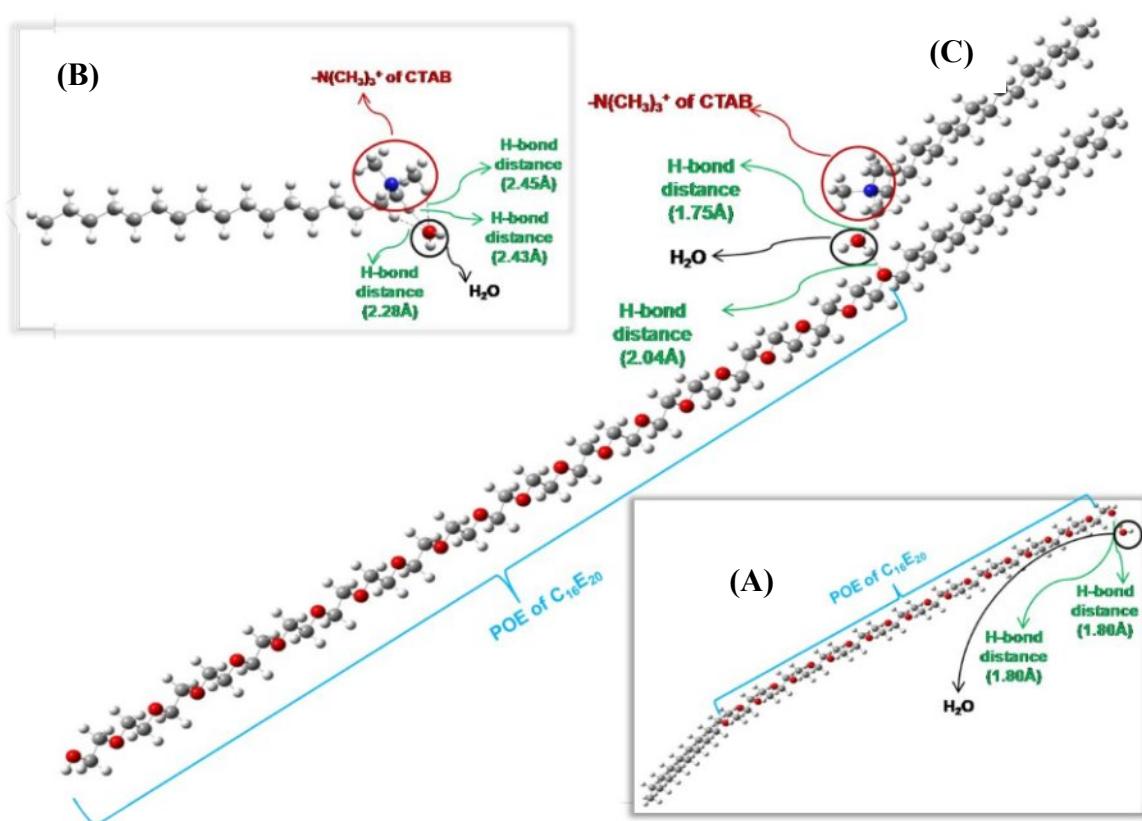 (B)
-N(CH₃)₃⁺ of CTAB
H-bond
distance
(2.45Å)
H-bond
distance
(2.43Å)
H-bond
distance
(2.28Å)
H₂O
(C)
-N(CH₃)₃⁺ of CTAB
H-bond
distance
(1.75Å)
H₂O
H-bond
distance
(2.04Å)
POE of C₁₆E₂₀
(A)
POE of C₁₆E₂₀
H-bond
distance
(1.80Å)
H-bond
distance
(1.80Å)
H₂O